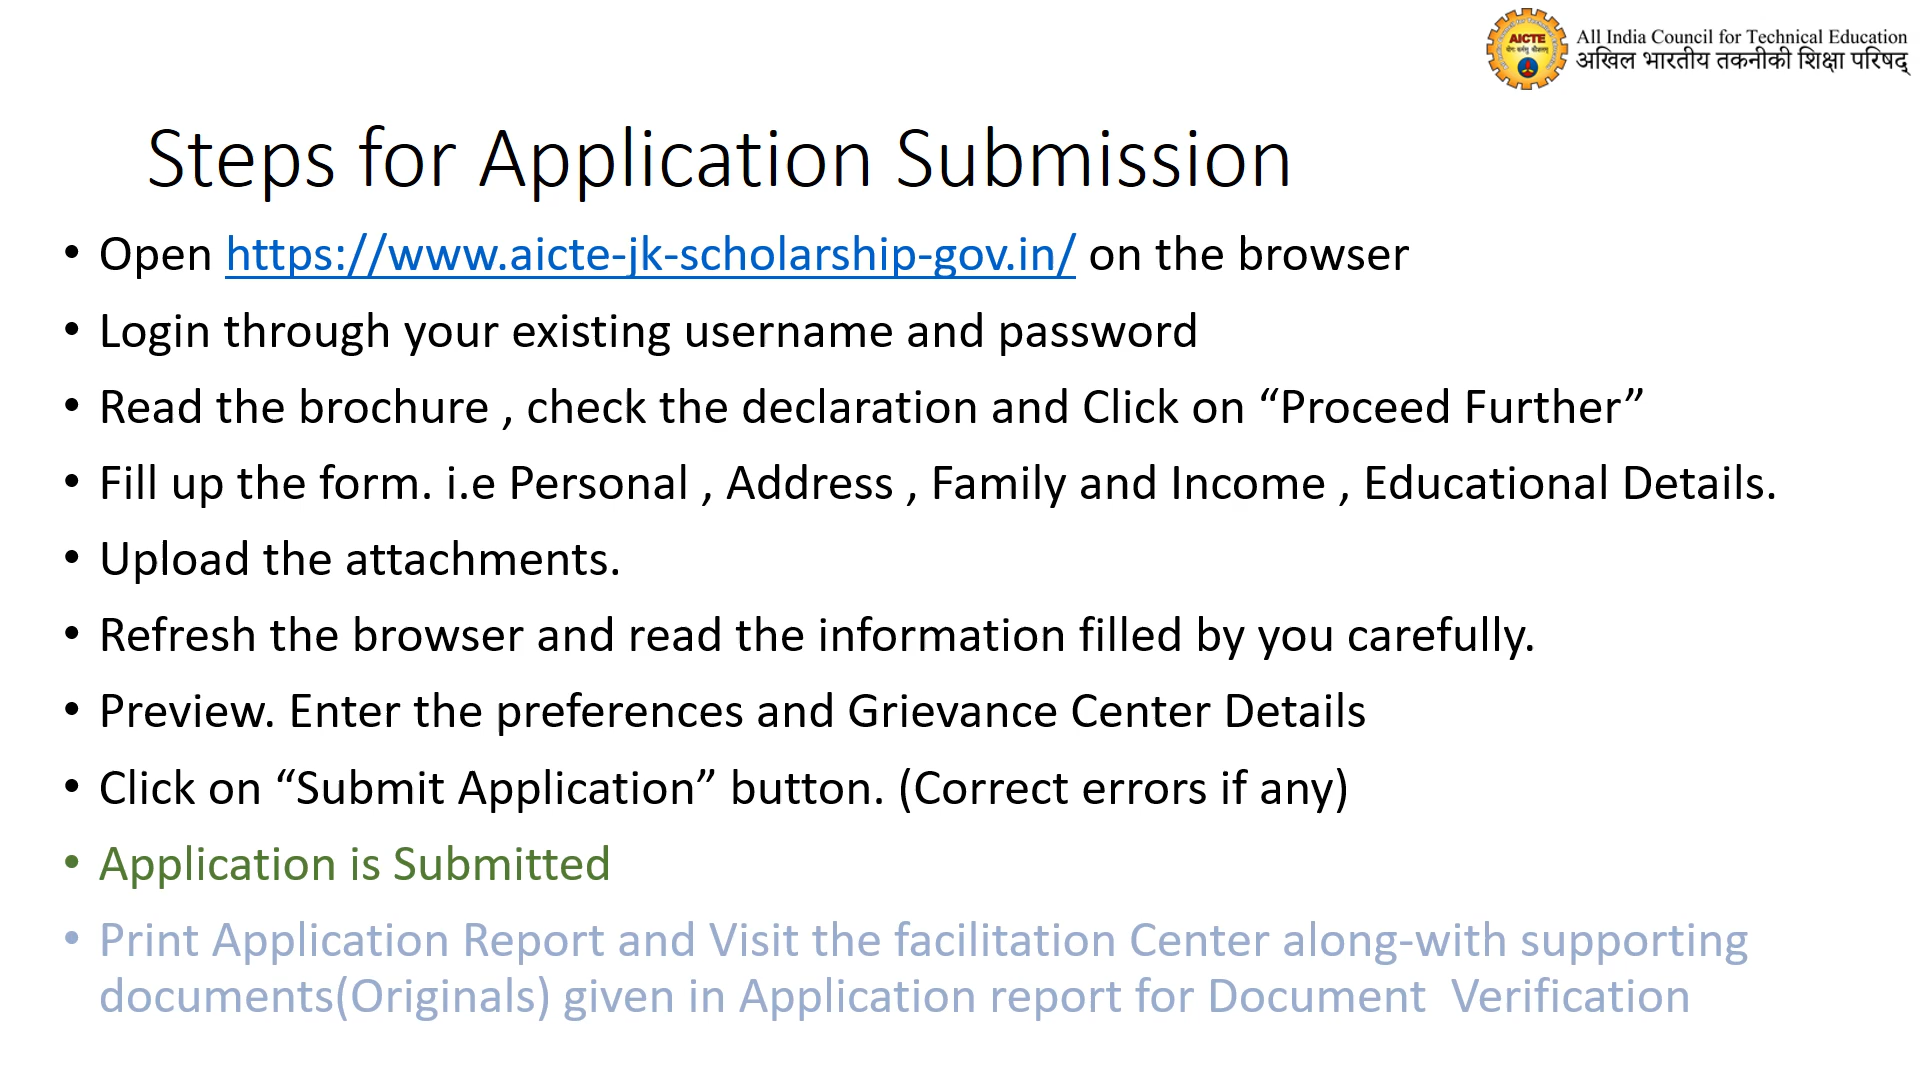 AICTE
All India Council for Technical Education
अखिल भारतीय तकनीकी शिक्षा परिषद्
Steps for Application Submission
• Open https://www.aicte-jk-scholarship-gov.in/ on the browser
• Login through your existing username and password
• Read the brochure , check the declaration and Click on “Proceed Further”
• Fill up the form. i.e Personal , Address , Family and Income , Educational Details.
• Upload the attachments.
• Refresh the browser and read the information filled by you carefully.
• Preview. Enter the preferences and Grievance Center Details
• Click on “Submit Application” button. (Correct errors if any)
• Application is Submitted
• Print Application Report and Visit the facilitation Center along-with supporting
documents(Originals) given in Application report for Document  Verification